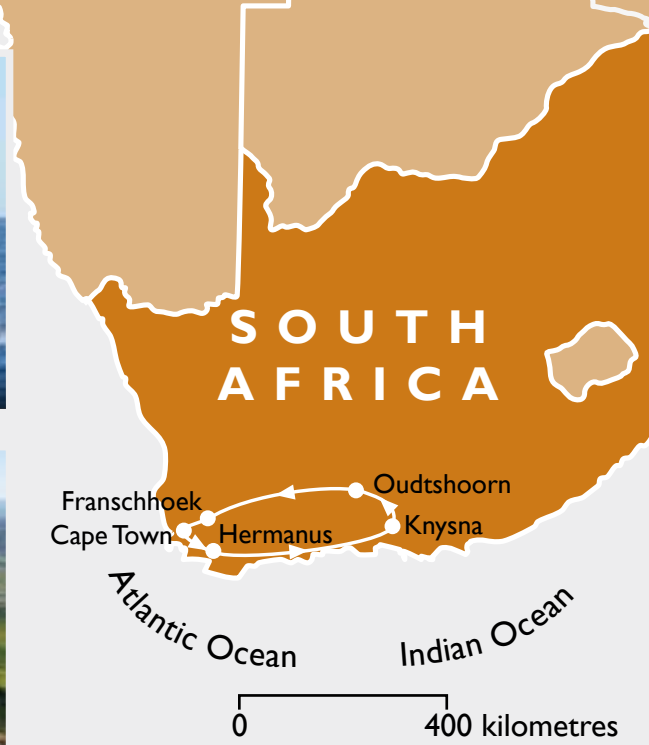 SOUTH
AFRICA
Oudtshoorn
Franschhoek
Cape Town
Hermanus
Knysna
Atlantic Ocean
Indian Ocean
0
400 kilometres